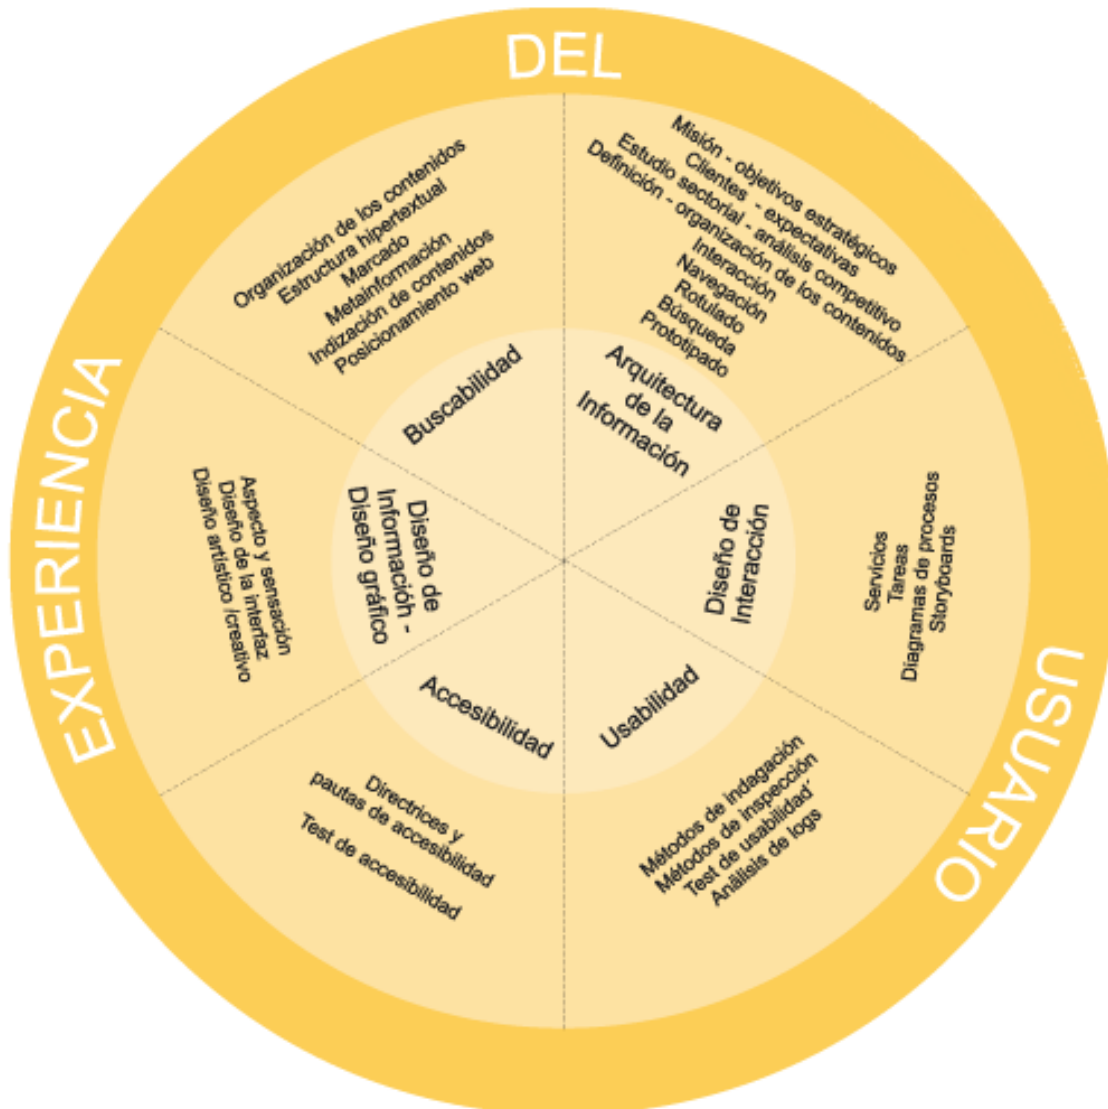 EXPERIENCIA
DEL
USUARIO
Organización de los contenidos
Estructura hipertextual
Marcado
Metainformación
Indización de contenidos
Posicionamiento web
Buscabilidad
Misión - objetivos estratégicos
Clientes - expectativas
Estudio sectorial - análisis competitivo
Definición - organización de los contenidos
Interacción
Navegación
Rotulado
Búsqueda
Prototipado
Arquitectura
de la
Información
Diseño de
Interacción
Servicios
Tareas
Diagramas de procesos
Storyboards
Usabilidad
Métodos de indagación
Métodos de inspección
Test de usabilidad´
Análisis de logs
Accesibilidad
Directrices y
pautas de accesibilidad
Test de accesibilidad
Diseño de
Información -
Diseño gráfico
Aspecto y sensación
Diseño de la interfaz
Diseño artístico /creativo